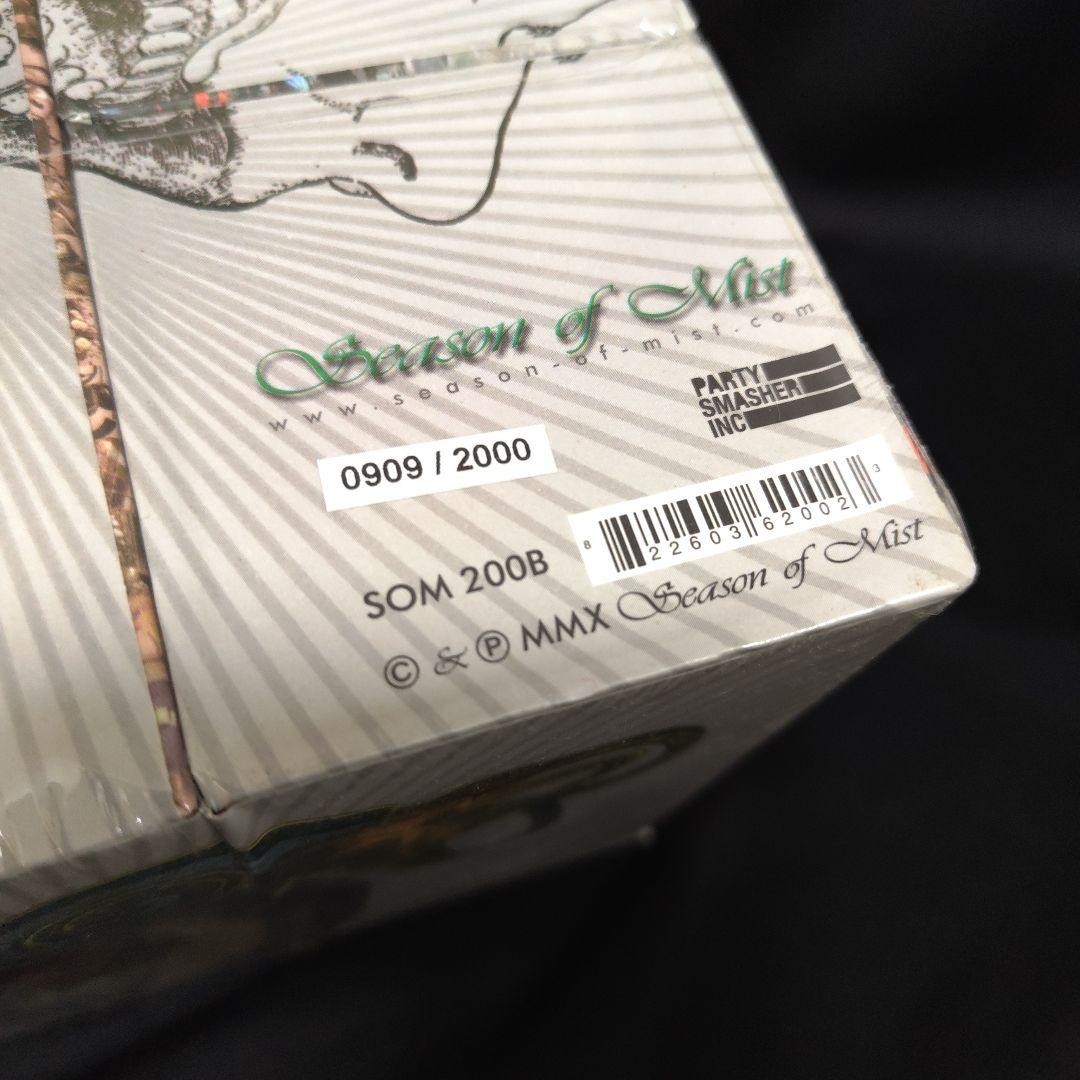 Season of Mist
www.season-of-mist.com
PARTY
SMASHER
INC
0909 / 2000
8 22603 62002 3
SOM 200B
© & ℗ MMX Season of Mist